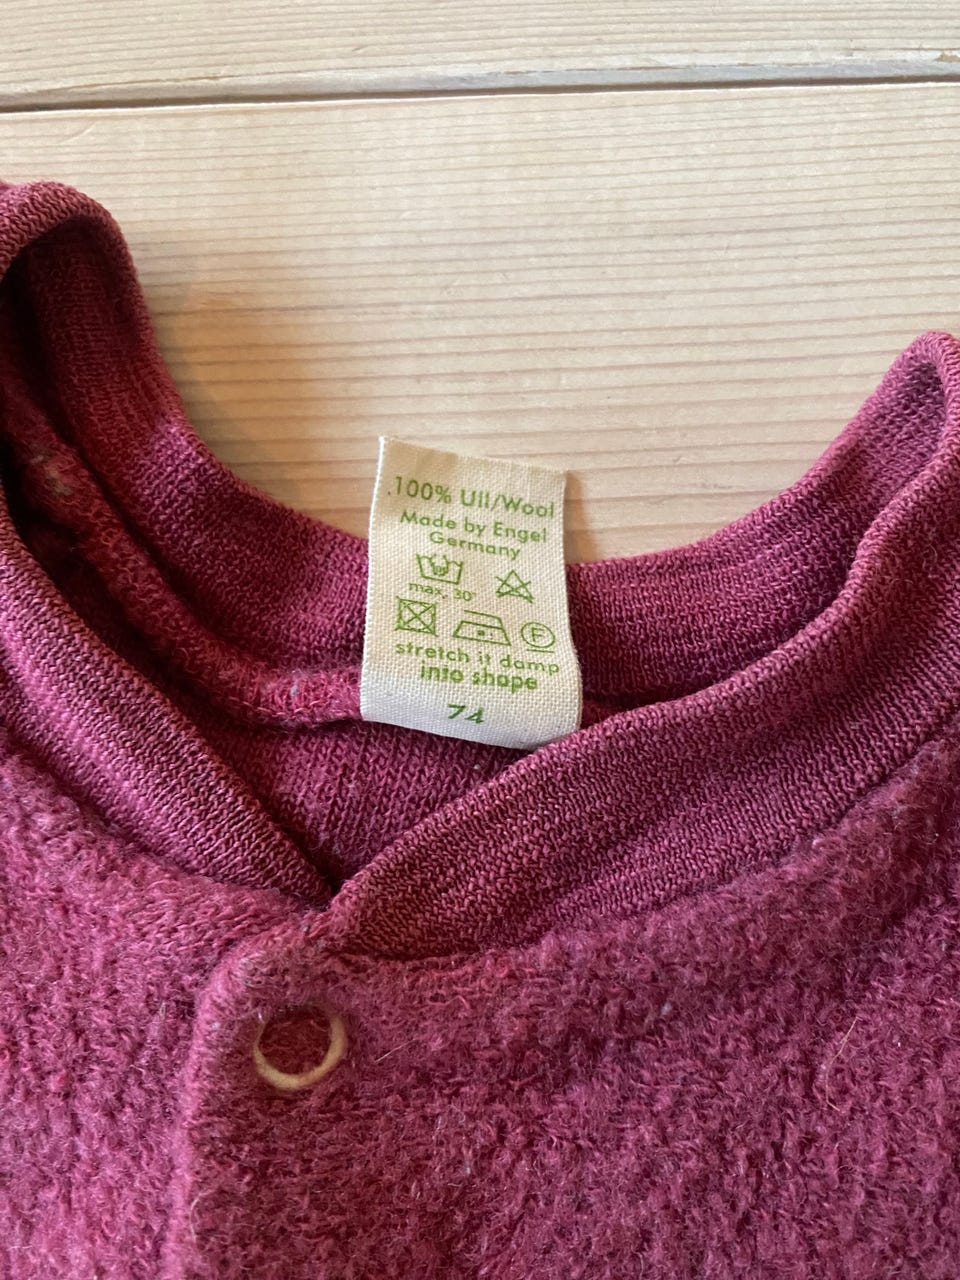 100% Ull/Wool
Made by Engel
Germany
max. 30°
F
stretch it damp
into shape
74